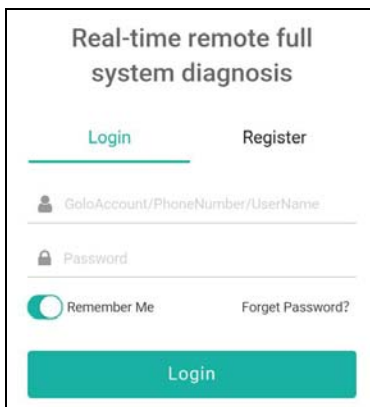 Real-time remote full
system diagnosis
Login Register
GoloAccount/PhoneNumber/UserName
Password
Remember Me Forget Password?
Login